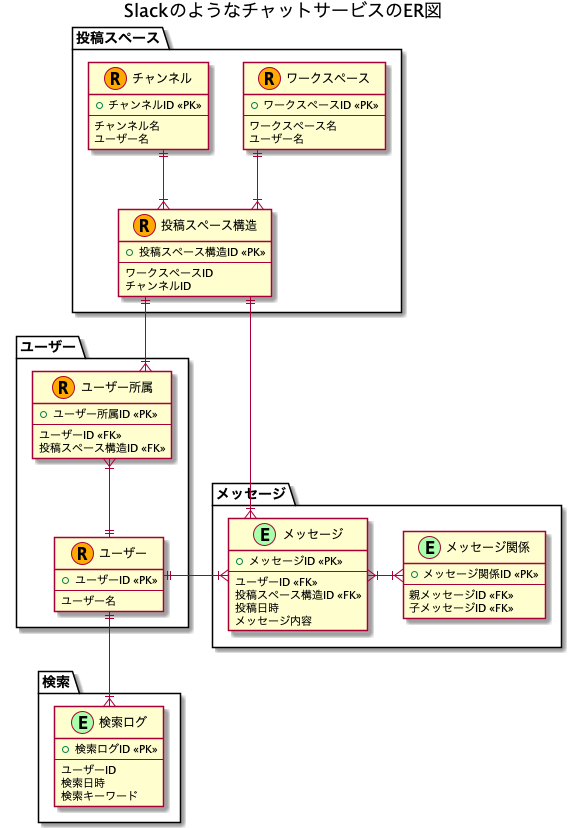 SlackのようなチャットサービスのER図
投稿スペース
R チャンネル
チャンネルID «PK»
チャンネル名
ユーザー名
R ワークスペース
ワークスペースID «PK»
ワークスペース名
ユーザー名
R 投稿スペース構造
投稿スペース構造ID «PK»
ワークスペースID
チャンネルID
ユーザー
R ユーザー所属
ユーザー所属ID «PK»
ユーザーID «FK»
投稿スペース構造ID «FK»
R ユーザー
ユーザーID «PK»
ユーザー名
メッセージ
E メッセージ
メッセージID «PK»
ユーザーID «FK»
投稿スペース構造ID «FK»
投稿日時
メッセージ内容
E メッセージ関係
メッセージ関係ID «PK»
親メッセージID «FK»
子メッセージID «FK»
検索
E 検索ログ
検索ログID «PK»
ユーザーID
検索日時
検索キーワード